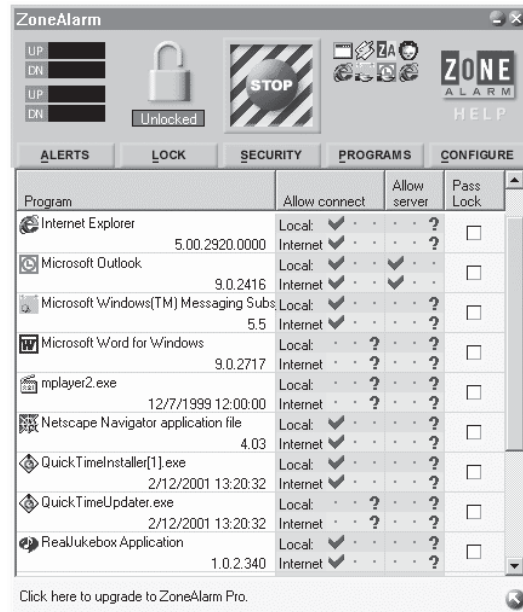 ZoneAlarm
UP
DN
UP
DN
Unlocked
STOP
ZA
ZONE
ALARM
HELP
ALERTS LOCK SECURITY PROGRAMS CONFIGURE
Program Allow connect Allow server Pass Lock
Internet Explorer Local: ?
5.00.2920.0000 Internet ?
Microsoft Outlook Local:
9.0.2416 Internet
Microsoft Windows(TM) Messaging Subs Local: ?
5.5 Internet ?
Microsoft Word for Windows Local: ? ?
9.0.2717 Internet ? ?
mplayer2.exe Local: ? ?
12/7/1999 12:00:00 Internet ? ?
Netscape Navigator application file Local: ?
4.03 Internet ?
QuickTimeInstaller[1].exe Local: ?
2/12/2001 13:20:32 Internet ?
QuickTimeUpdater.exe Local: ? ?
2/12/2001 13:20:32 Internet ? ?
RealJukebox Application Local: ?
1.0.2.340 Internet ?
Click here to upgrade to ZoneAlarm Pro.